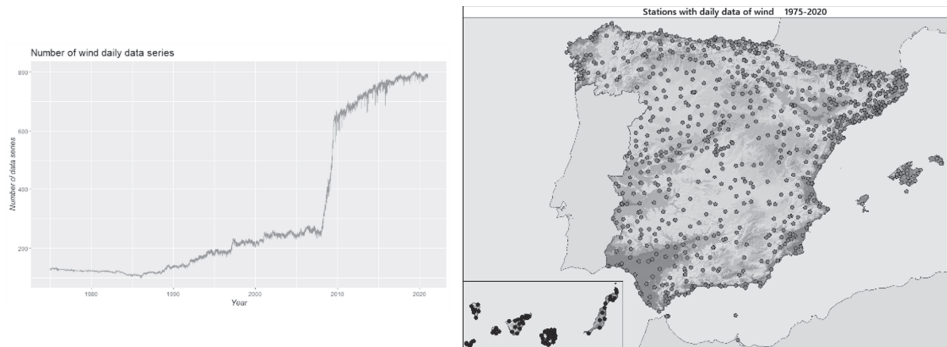 Number of wind daily data series
Number of data series
800
600
400
200
1980
1990
2000
2010
2020
Year
Stations with daily data of wind 1975-2020